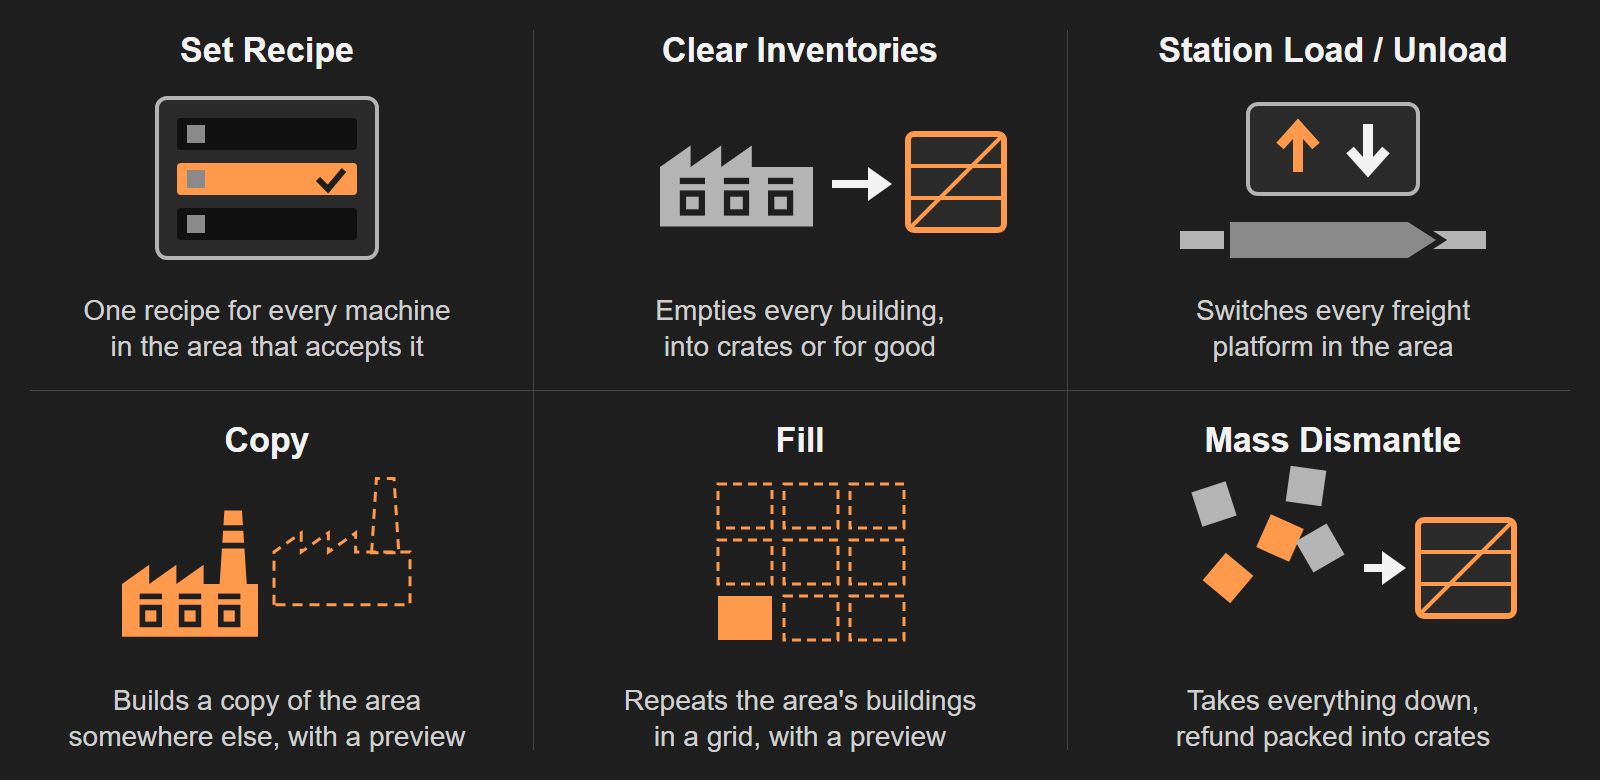 Set Recipe
One recipe for every machine
in the area that accepts it
Clear Inventories
Empties every building,
into crates or for good
Station Load / Unload
Switches every freight
platform in the area
Copy
Builds a copy of the area
somewhere else, with a preview
Fill
Repeats the area's buildings
in a grid, with a preview
Mass Dismantle
Takes everything down,
refund packed into crates